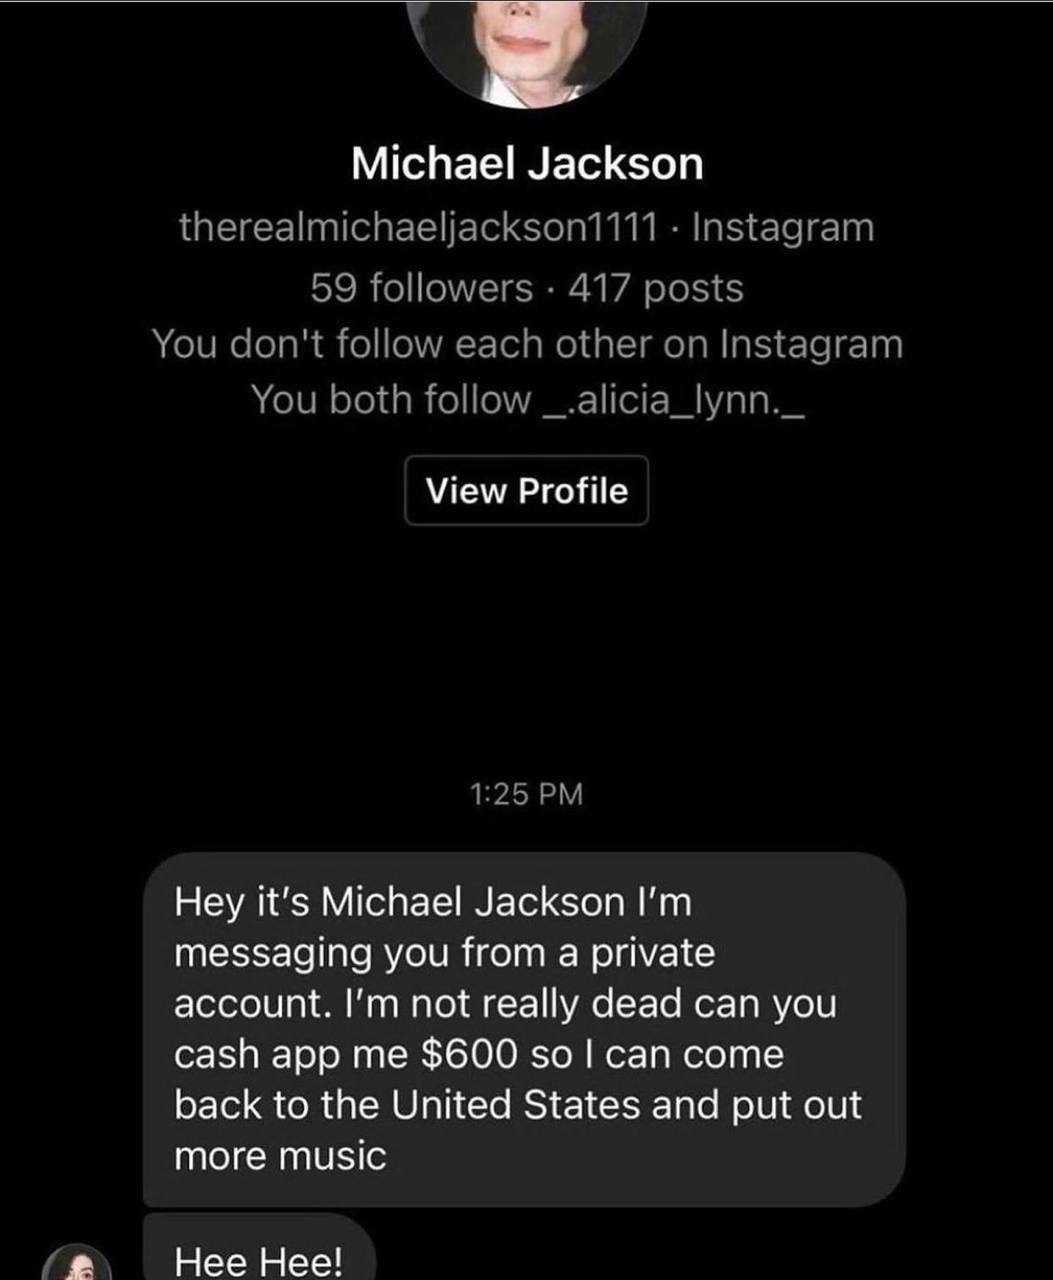 Michael Jackson
therealmichaeljackson1111 · Instagram
59 followers · 417 posts
You don't follow each other on Instagram
You both follow _.alicia_lynn._
View Profile
1:25 PM
Hey it's Michael Jackson I'm
messaging you from a private
account. I'm not really dead can you
cash app me $600 so I can come
back to the United States and put out
more music
Hee Hee!